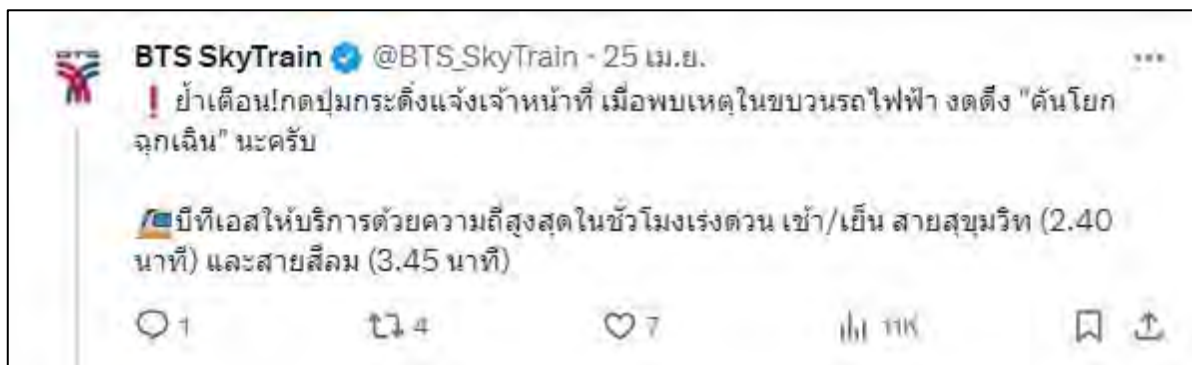 BTS SkyTrain @BTS_SkyTrain · 25 เม.ย.
❗ ย้ำเตือน!กดปุ่มกระดิ่งแจ้งเจ้าหน้าที่ เมื่อพบเหตุในขบวนรถไฟฟ้า งดดึง "คันโยก
ฉุกเฉิน" นะครับ
🚈บีทีเอสให้บริการด้วยความถี่สูงสุดในชั่วโมงเร่งด่วน เช้า/เย็น สายสุขุมวิท (2.40
นาที) และสายสีลม (3.45 นาที)
1 4 7 11K